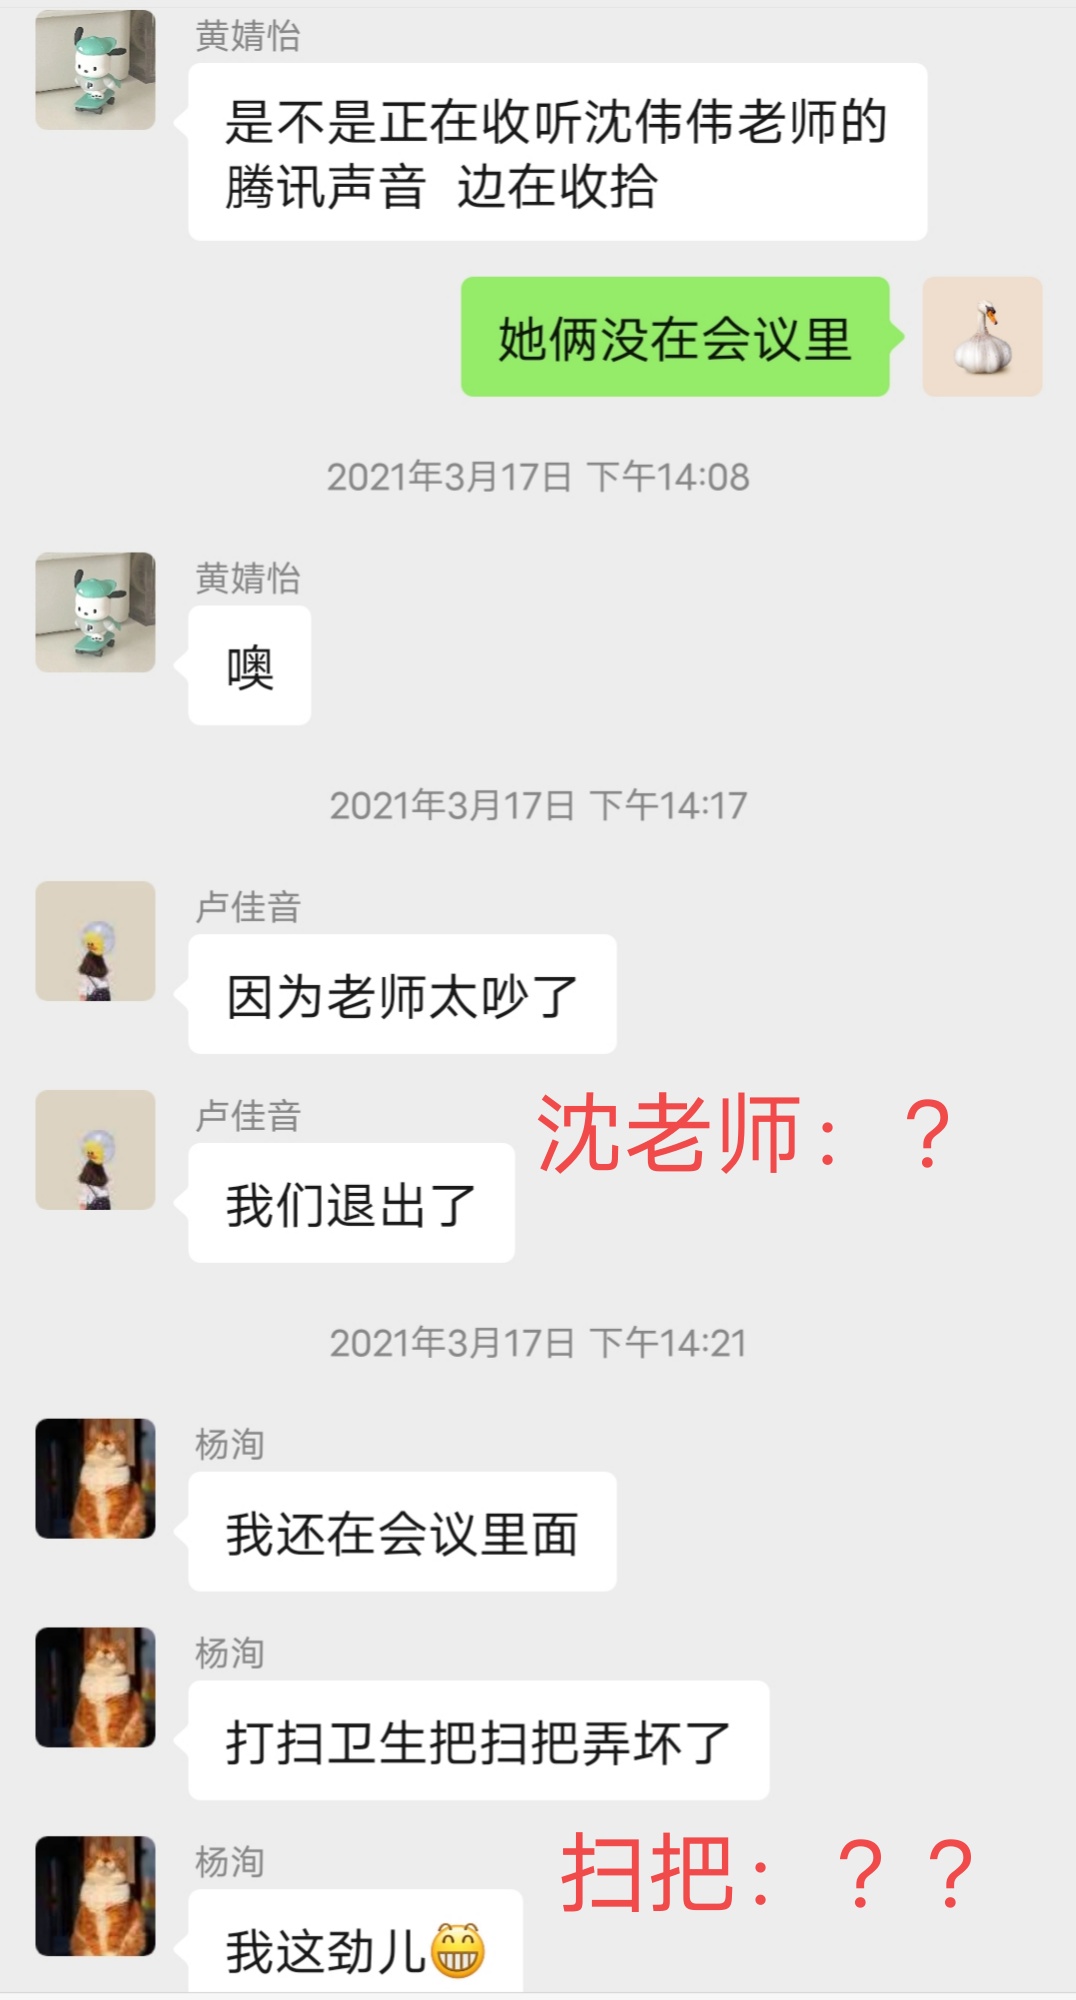 黄婧怡
是不是正在收听沈伟伟老师的
腾讯声音 边在收拾
她俩没在会议里
2021年3月17日 下午14:08
黄婧怡
噢
2021年3月17日 下午14:17
卢佳音
因为老师太吵了
卢佳音
沈老师：？
我们退出了
2021年3月17日 下午14:21
杨洵
我还在会议里面
杨洵
打扫卫生把扫把弄坏了
杨洵
扫把：？？
我这劲儿😁